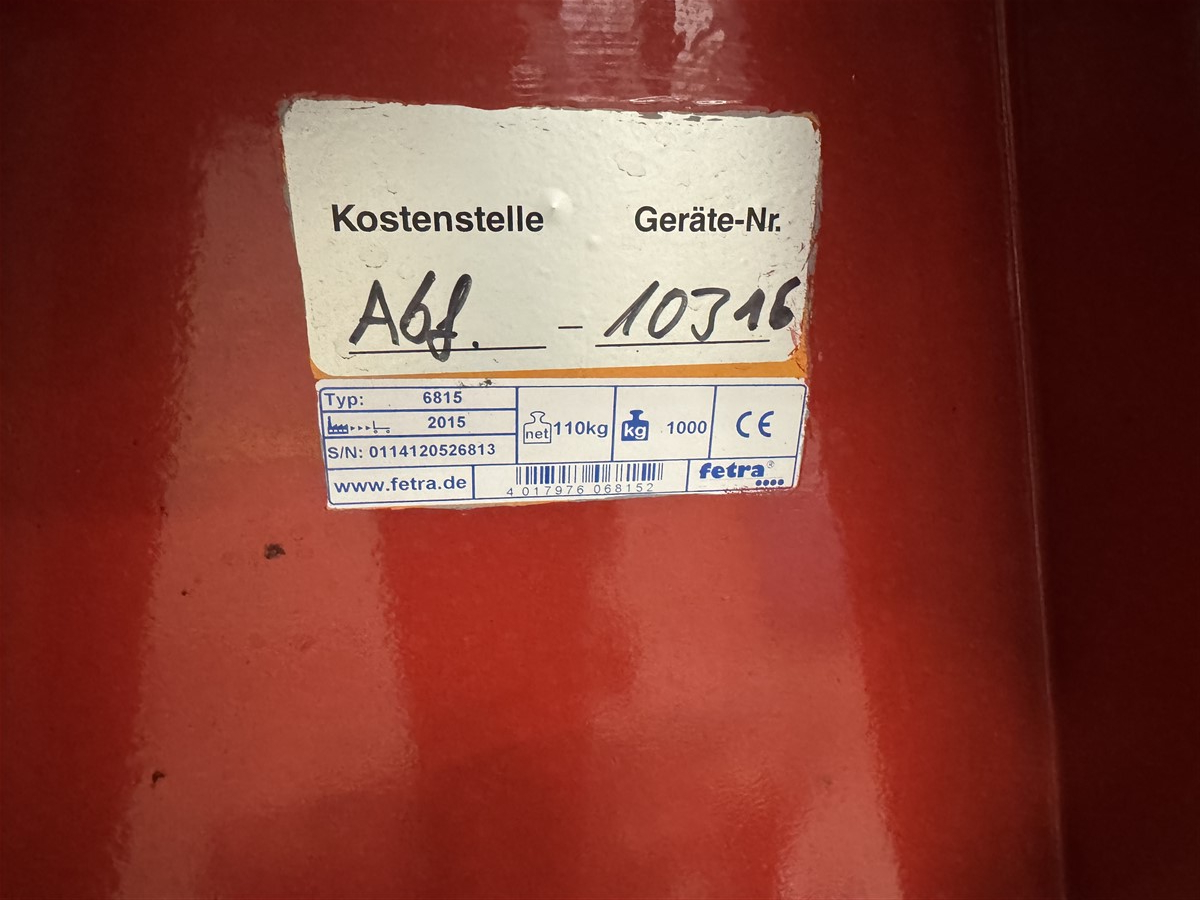 Kostenstelle Geräte-Nr.
Abf. - 10316
Typ: 6815
2015
S/N: 0114120526813
net 110kg
kg 1000
CE
www.fetra.de
4 017976 068152
fetra®